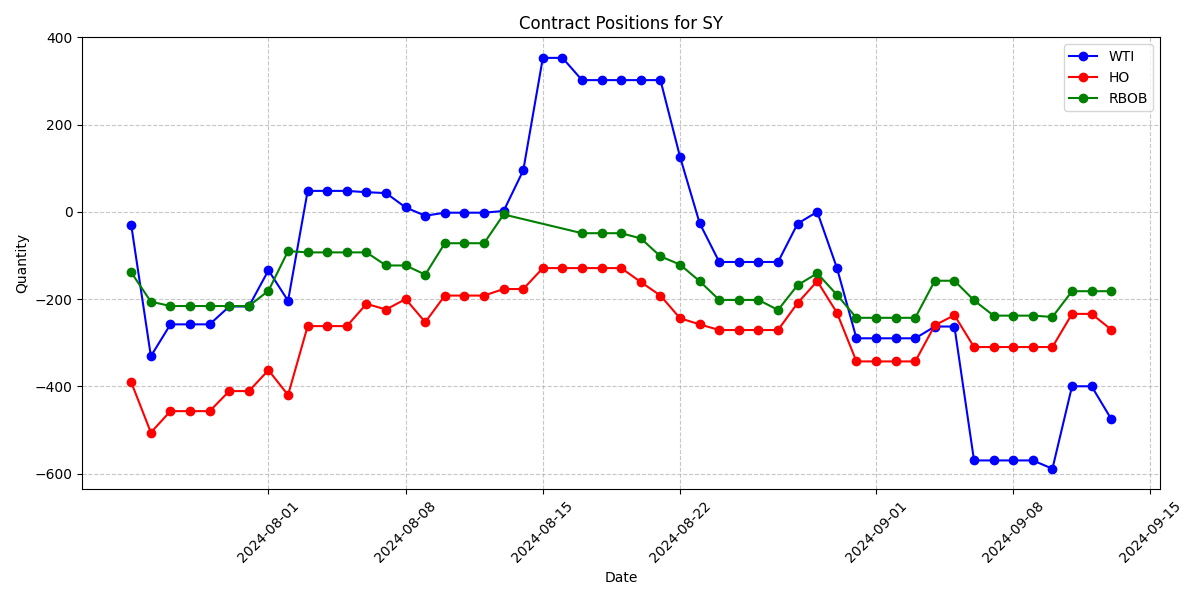 Contract Positions for SY
400
200
0
−200
−400
−600
Quantity
WTI
HO
RBOB
2024-08-01
2024-08-08
2024-08-15
2024-08-22
2024-09-01
2024-09-08
2024-09-15
Date